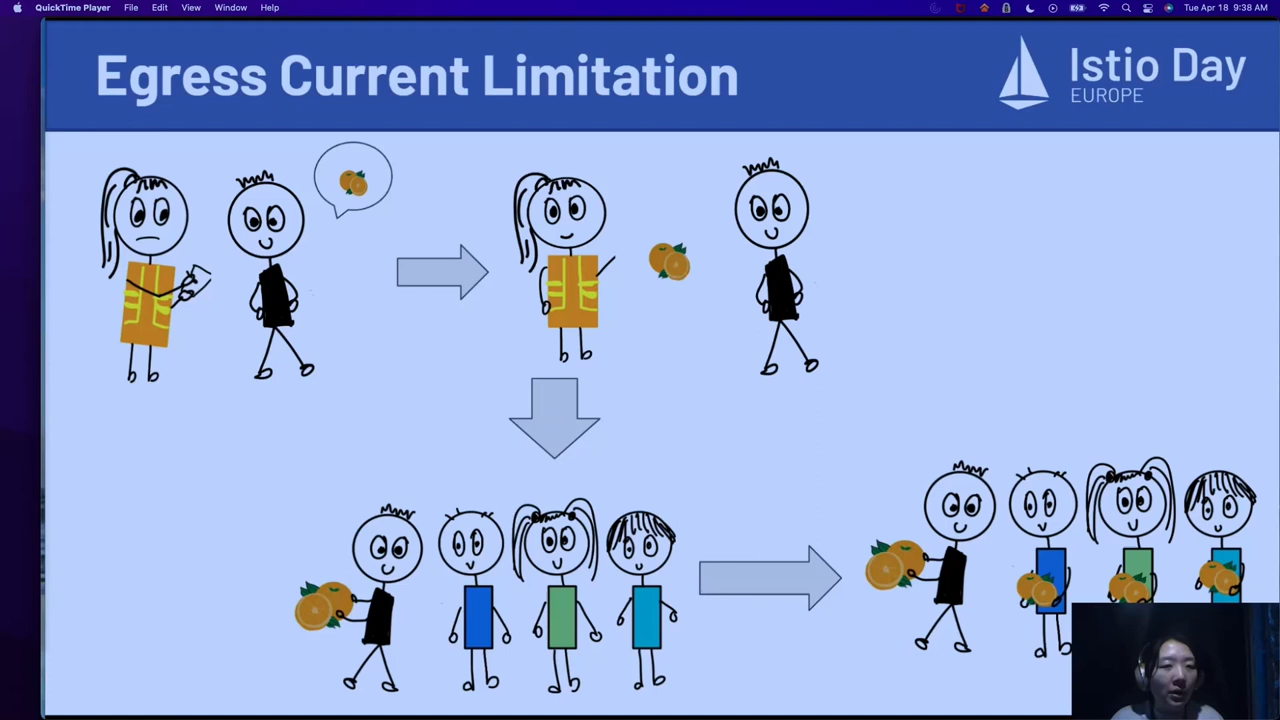 QuickTime Player File Edit View Window Help Tue Apr 18 9:38 AM
Egress Current Limitation
Istio Day
EUROPE